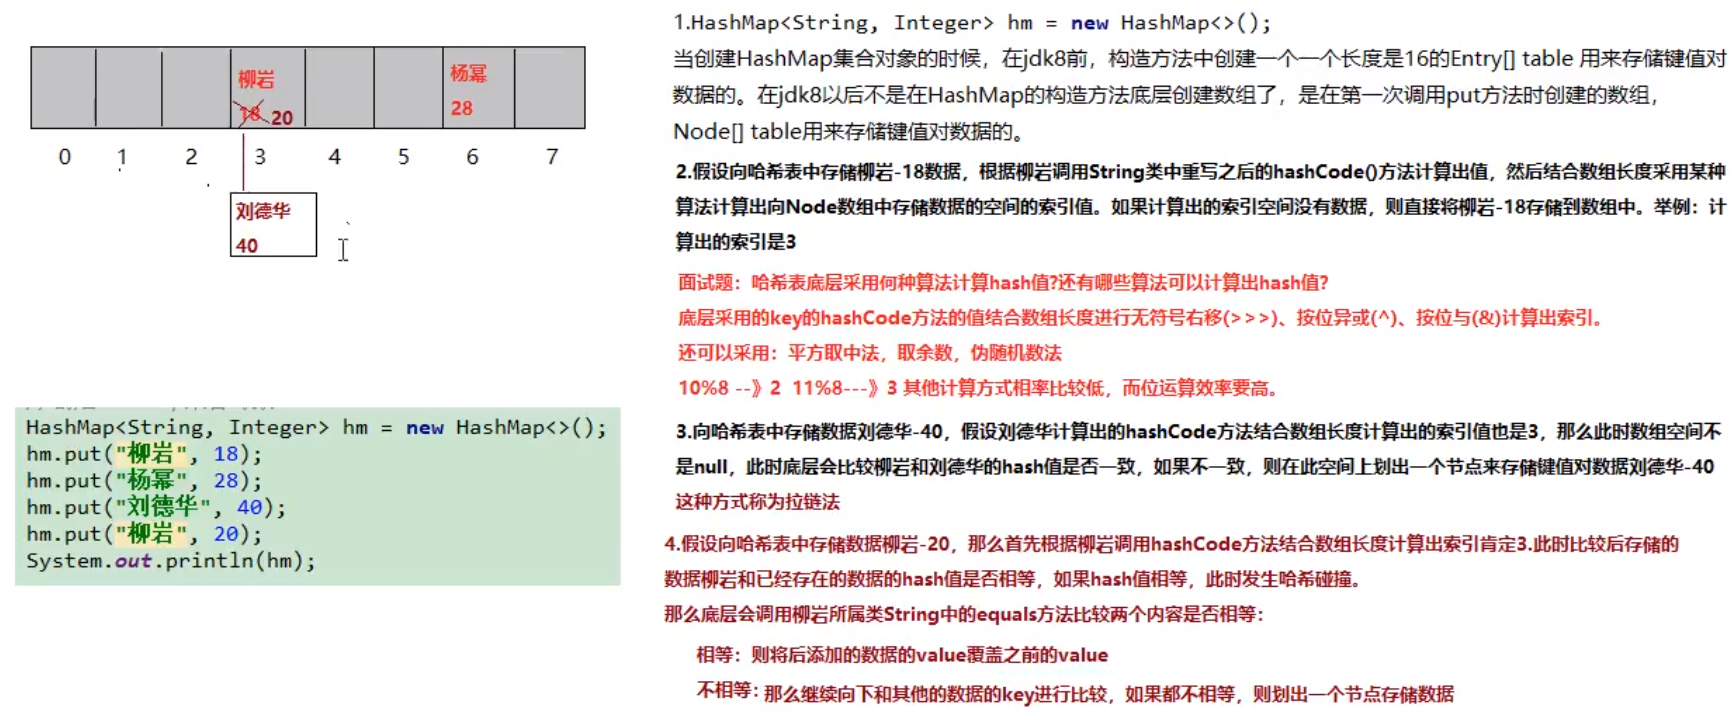 柳岩
杨幂
18 20
28
0 1 2 3 4 5 6 7
刘德华
40
HashMap<String, Integer> hm = new HashMap<>();
hm.put("柳岩", 18);
hm.put("杨幂", 28);
hm.put("刘德华", 40);
hm.put("柳岩", 20);
System.out.println(hm);
1.HashMap<String, Integer> hm = new HashMap<>();
当创建HashMap集合对象的时候，在jdk8前，构造方法中创建一个一个长度是16的Entry[] table 用来存储键值对
数据的。在jdk8以后不是在HashMap的构造方法底层创建数组了，是在第一次调用put方法时创建的数组，
Node[] table用来存储键值对数据的。
2.假设向哈希表中存储柳岩-18数据，根据柳岩调用String类中重写之后的hashCode()方法计算出值，然后结合数组长度采用某种
算法计算出向Node数组中存储数据的空间的索引值。如果计算出的索引空间没有数据，则直接将柳岩-18存储到数组中。举例：计
算出的索引是3
面试题：哈希表底层采用何种算法计算hash值?还有哪些算法可以计算出hash值?
底层采用的key的hashCode方法的值结合数组长度进行无符号右移(>>>)、按位异或(^)、按位与(&)计算出索引。
还可以采用：平方取中法，取余数，伪随机数法
10%8 --》2 11%8---》3 其他计算方式相率比较低，而位运算效率要高。
3.向哈希表中存储数据刘德华-40，假设刘德华计算出的hashCode方法结合数组长度计算出的索引值也是3，那么此时数组空间不
是null，此时底层会比较柳岩和刘德华的hash值是否一致，如果不一致，则在此空间上划出一个节点来存储键值对数据刘德华-40
这种方式称为拉链法
4.假设向哈希表中存储数据柳岩-20，那么首先根据柳岩调用hashCode方法结合数组长度计算出索引肯定3.此时比较后存储的
数据柳岩和已经存在的数据的hash值是否相等，如果hash值相等，此时发生哈希碰撞。
那么底层会调用柳岩所属类String中的equals方法比较两个内容是否相等：
相等：则将后添加的数据的value覆盖之前的value
不相等：那么继续向下和其他的数据的key进行比较，如果都不相等，则划出一个节点存储数据